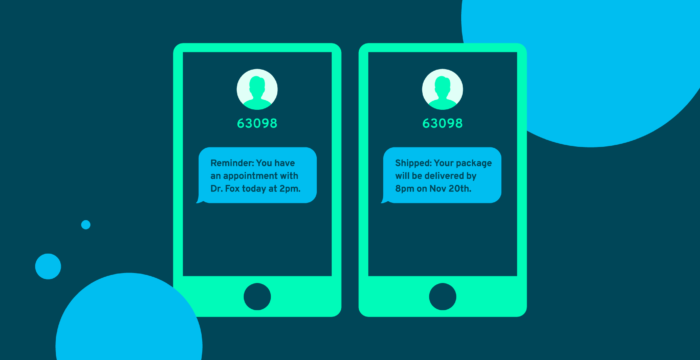 63098
Reminder: You have
an appointment with
Dr. Fox today at 2pm.
63098
Shipped: Your package
will be delivered by
8pm on Nov 20th.